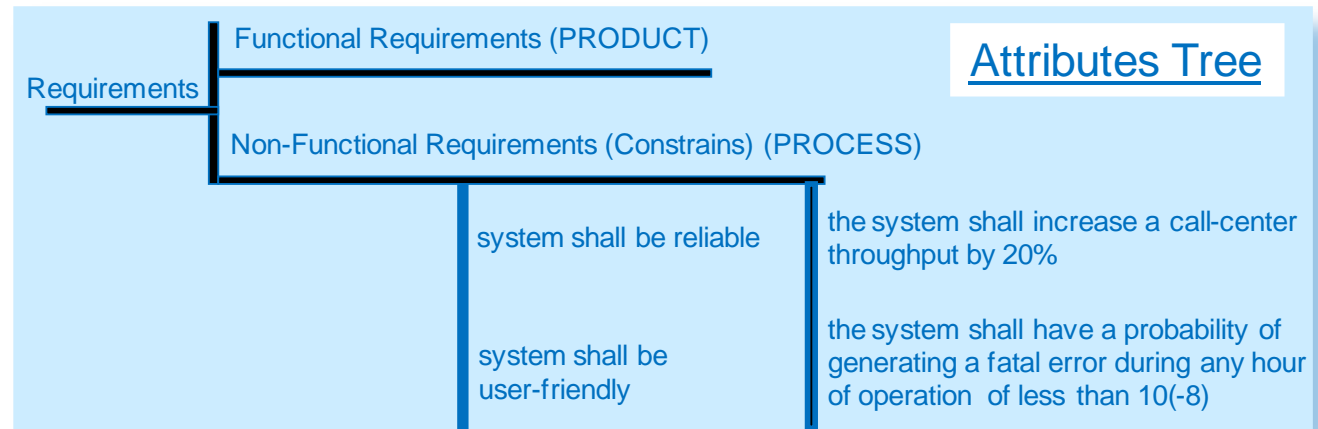 Functional Requirements (PRODUCT)
Attributes Tree
Requirements
Non-Functional Requirements (Constrains) (PROCESS)
system shall be reliable
the system shall increase a call-center
throughput by 20%
system shall be
user-friendly
the system shall have a probability of
generating a fatal error during any hour
of operation of less than 10(-8)